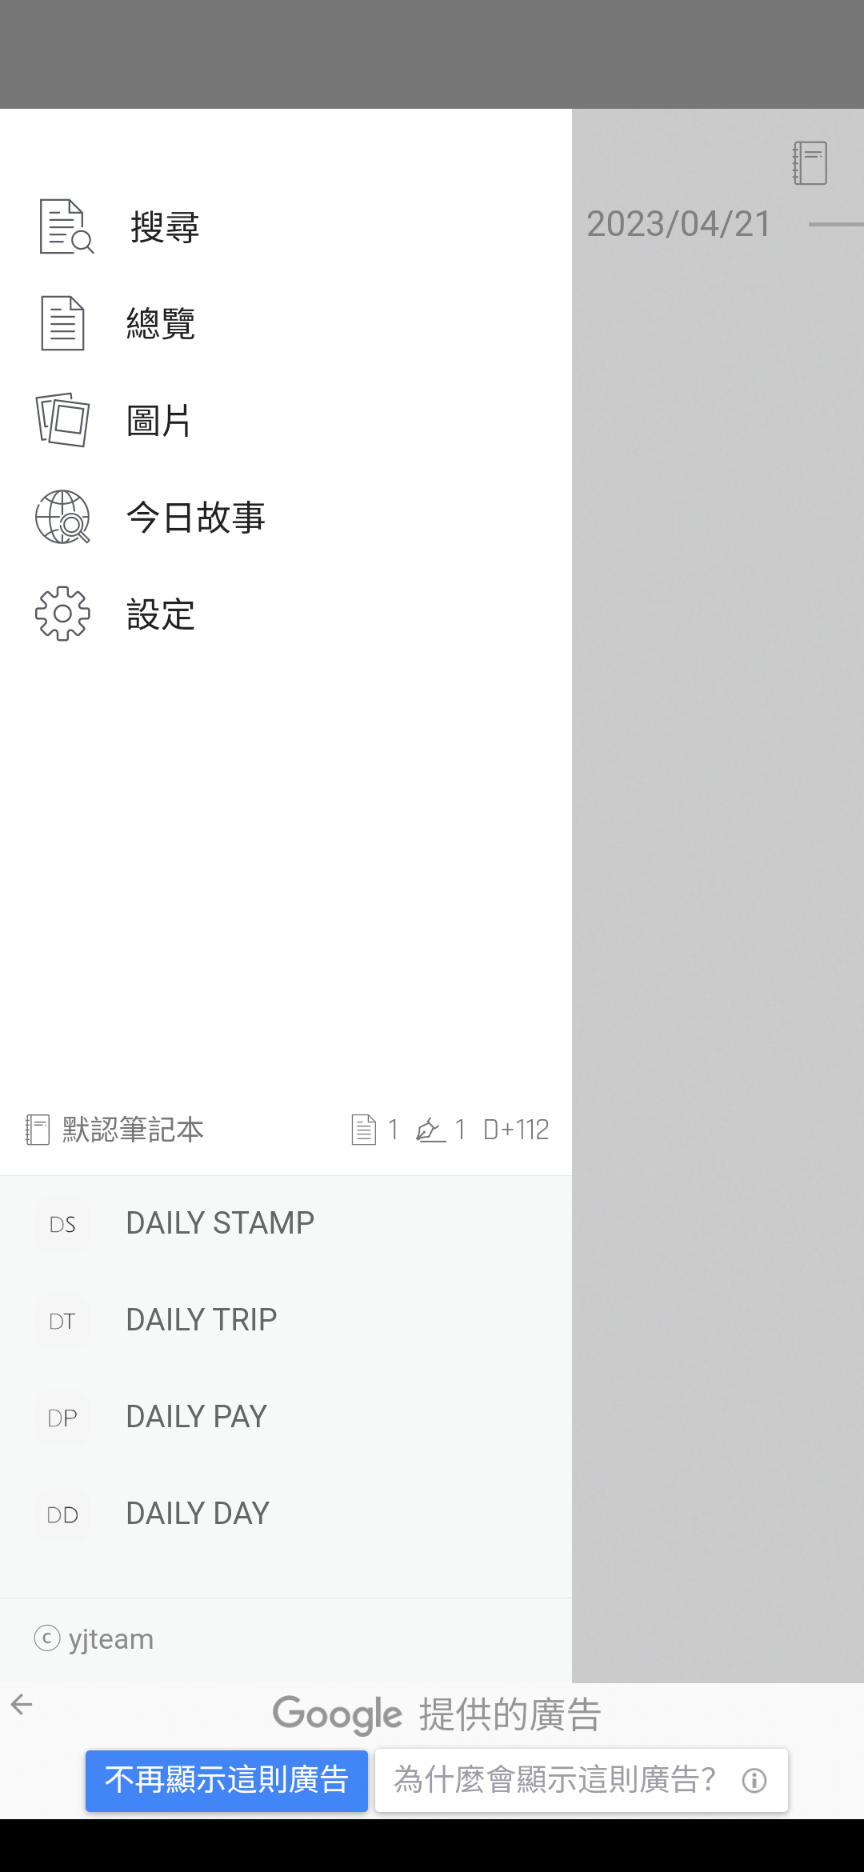 2023/04/21
搜尋
總覽
圖片
今日故事
設定
默認筆記本 1 1 D+112
DS DAILY STAMP
DT DAILY TRIP
DP DAILY PAY
DD DAILY DAY
© yjteam
Google 提供的廣告
不再顯示這則廣告 為什麼會顯示這則廣告?